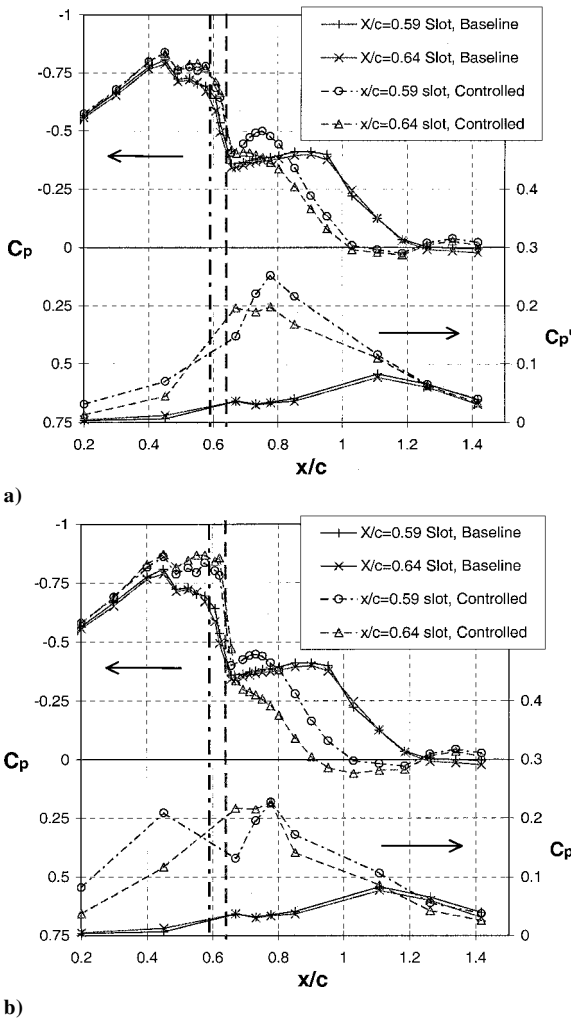 -1
X/c=0.59 Slot, Baseline
X/c=0.64 Slot, Baseline
x/c=0.59 slot, Controlled
x/c=0.64 slot, Controlled
-0.75
-0.5
-0.25
0.4
Cp
0
0.3
0.25
0.2
Cp'
0.5
0.1
0.75
0
0.2 0.4 0.6 0.8 1 1.2 1.4
x/c
a)
-1
X/c=0.59 Slot, Baseline
X/c=0.64 Slot, Baseline
x/c=0.59 slot, Controlled
x/c=0.64 slot, Controlled
-0.75
-0.5
-0.25
0.4
Cp
0
0.3
0.25
0.2
Cp
0.5
0.1
0.75
0
0.2 0.4 0.6 0.8 1 1.2 1.4
x/c
b)